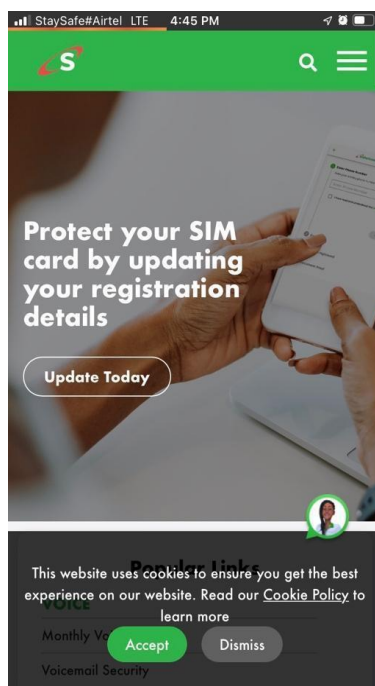 StaySafe#Airtel LTE 4:45 PM
S
Protect your SIM
card by updating
your registration
details
Update Today
Popular Links
This website uses cookies to ensure you get the best
experience on our website. Read our Cookie Policy to
learn more
VOICE
Monthly
Accept
Dismiss
Voicemail Security